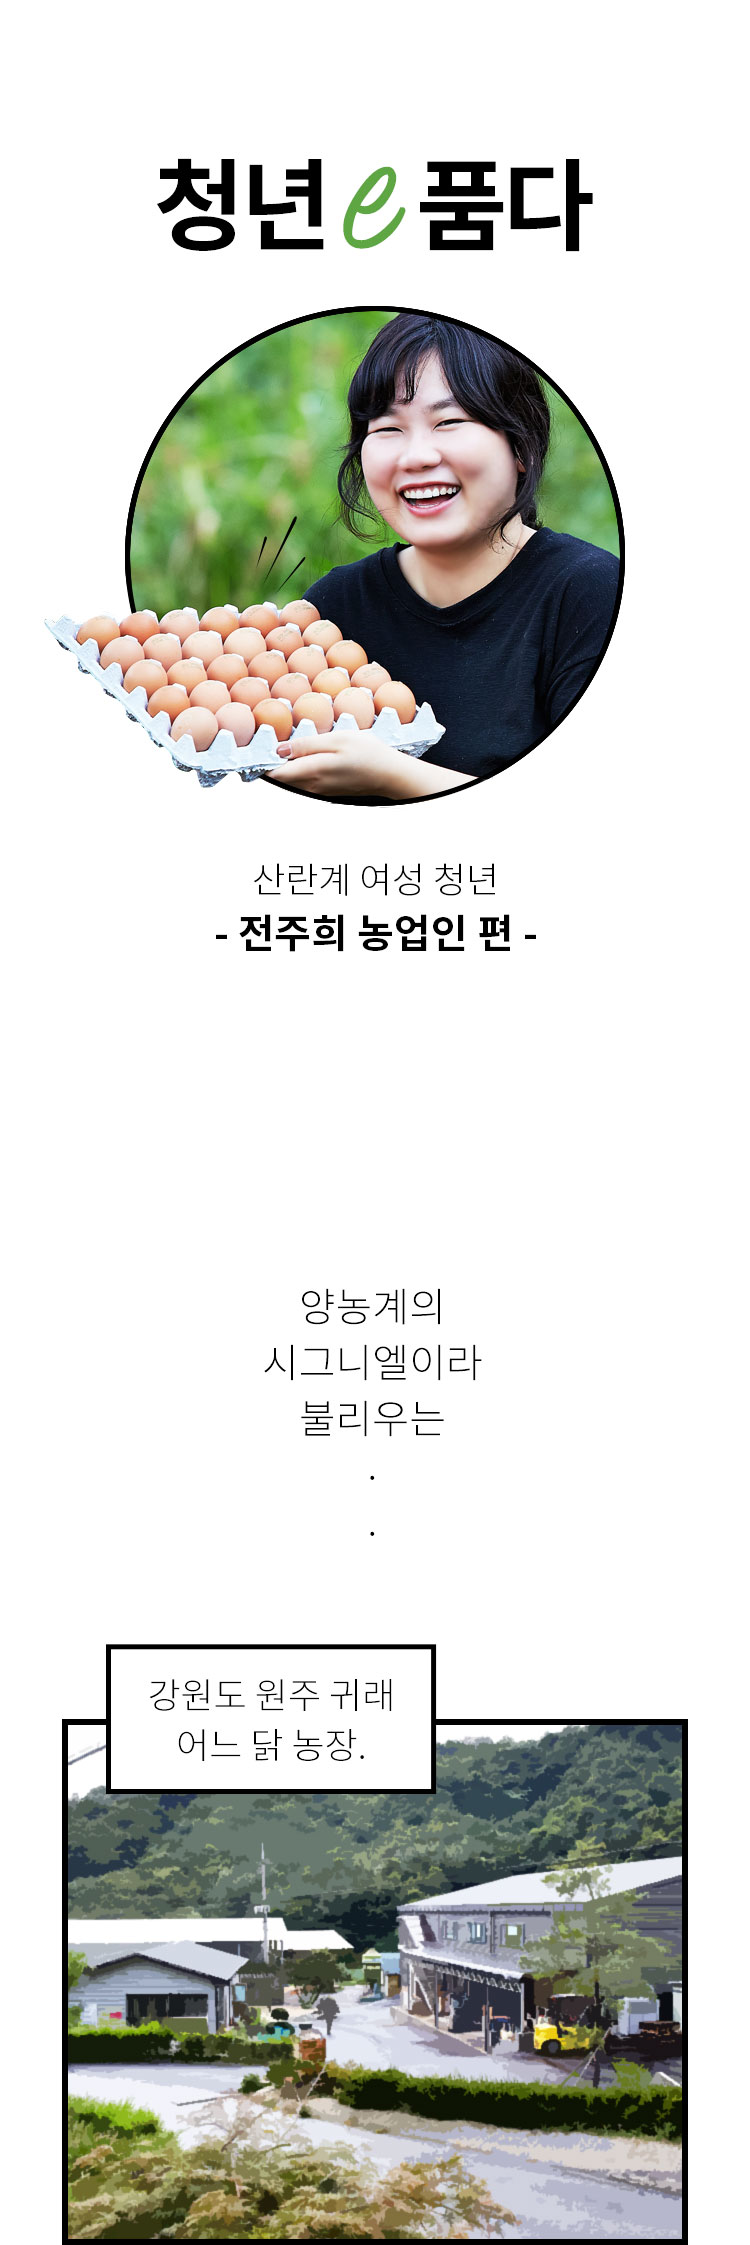 청년e품다
산란계 여성 청년
- 전주희 농업인 편 -
양농계의
시그니엘이라
불리우는
.
.
강원도 원주 귀래
어느 닭 농장.